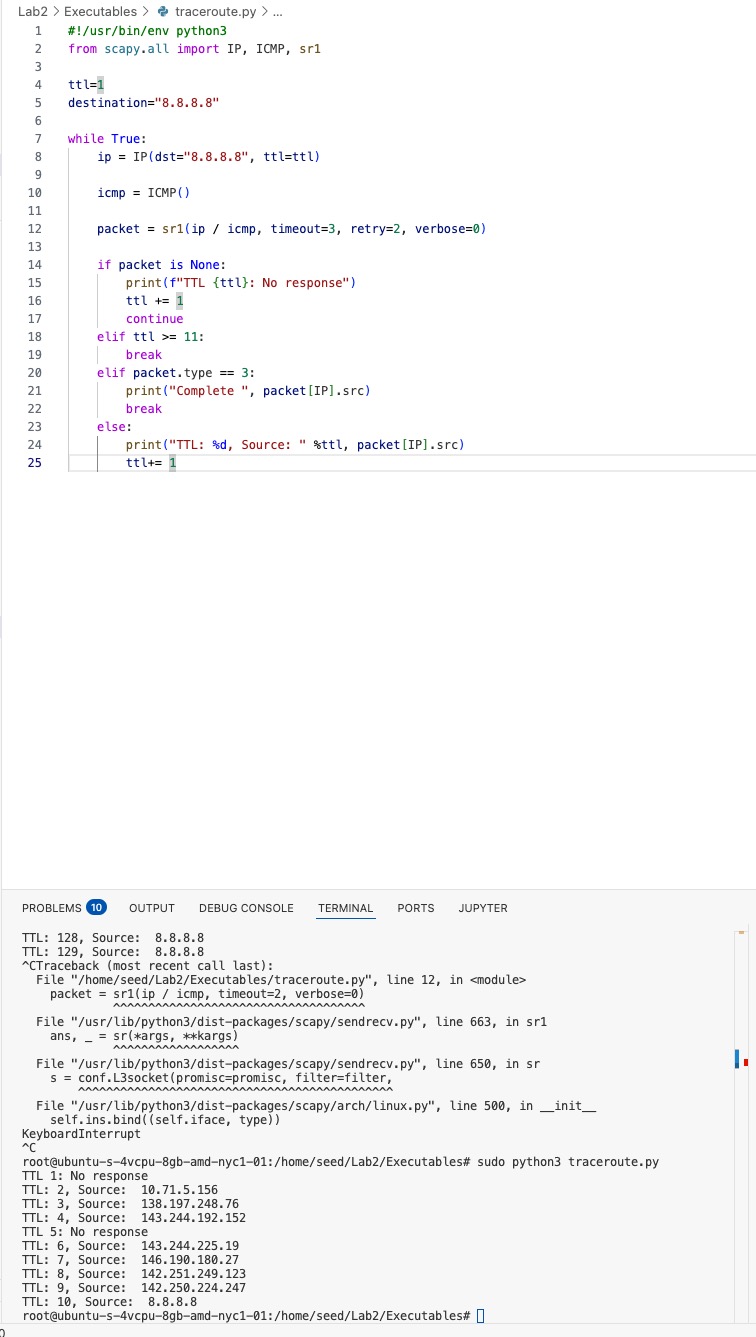 Lab2 > Executables > traceroute.py > ...
1 #!/usr/bin/env python3
2 from scapy.all import IP, ICMP, sr1
3
4 ttl=1
5 destination="8.8.8.8"
6
7 while True:
8     ip = IP(dst="8.8.8.8", ttl=ttl)
9
10     icmp = ICMP()
11
12     packet = sr1(ip / icmp, timeout=3, retry=2, verbose=0)
13
14     if packet is None:
15         print(f"TTL {ttl}: No response")
16         ttl += 1
17         continue
18     elif ttl >= 11:
19         break
20     elif packet.type == 3:
21         print("Complete ", packet[IP].src)
22         break
23     else:
24         print("TTL: %d, Source: " %ttl, packet[IP].src)
25         ttl+= 1
PROBLEMS 10 OUTPUT DEBUG CONSOLE TERMINAL PORTS JUPYTER
TTL: 128, Source:  8.8.8.8
TTL: 129, Source:  8.8.8.8
^CTraceback (most recent call last):
  File "/home/seed/Lab2/Executables/traceroute.py", line 12, in <module>
    packet = sr1(ip / icmp, timeout=2, verbose=0)
             ^^^^^^^^^^^^^^^^^^^^^^^^^^^^^^^^^^^^
  File "/usr/lib/python3/dist-packages/scapy/sendrecv.py", line 663, in sr1
    ans, _ = sr(*args, **kargs)
             ^^^^^^^^^^^^^^^^^^
  File "/usr/lib/python3/dist-packages/scapy/sendrecv.py", line 650, in sr
    s = conf.L3socket(promisc=promisc, filter=filter,
        ^^^^^^^^^^^^^^^^^^^^^^^^^^^^^^^^^^^^^^^^^^^^^
  File "/usr/lib/python3/dist-packages/scapy/arch/linux.py", line 500, in __init__
    self.ins.bind((self.iface, type))
KeyboardInterrupt
^C
root@ubuntu-s-4vcpu-8gb-amd-nyc1-01:/home/seed/Lab2/Executables# sudo python3 traceroute.py
TTL 1: No response
TTL: 2, Source:  10.71.5.156
TTL: 3, Source:  138.197.248.76
TTL: 4, Source:  143.244.192.152
TTL 5: No response
TTL: 6, Source:  143.244.225.19
TTL: 7, Source:  146.190.180.27
TTL: 8, Source:  142.251.249.123
TTL: 9, Source:  142.250.224.247
TTL: 10, Source:  8.8.8.8
root@ubuntu-s-4vcpu-8gb-amd-nyc1-01:/home/seed/Lab2/Executables#